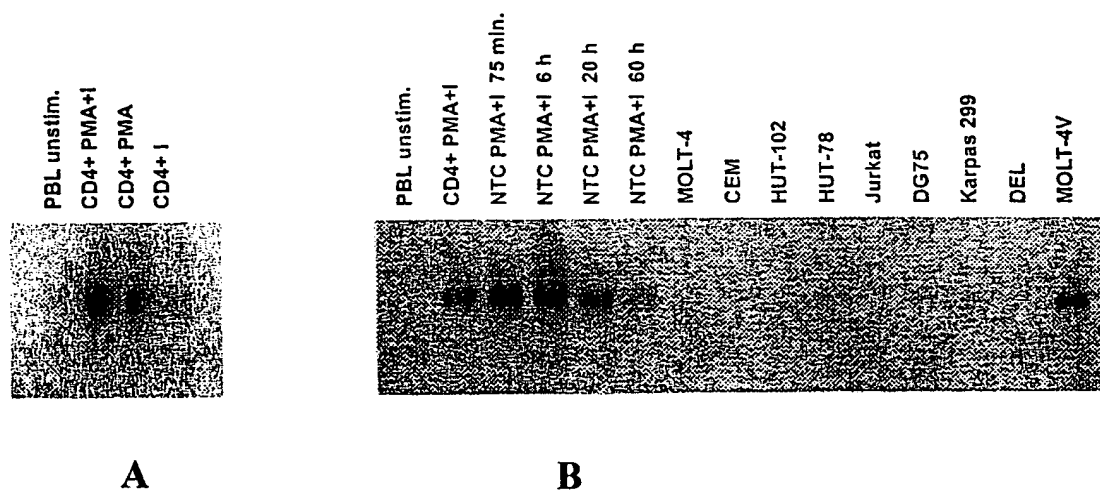 PBL unstim.
CD4+ PMA+I
CD4+ PMA
CD4+ I
PBL unstim.
CD4+ PMA+I
NTC PMA+I 75 min.
NTC PMA+I 6 h
NTC PMA+I 20 h
NTC PMA+I 60 h
MOLT-4
CEM
HUT-102
HUT-78
Jurkat
DG75
Karpas 299
DEL
MOLT-4V
A
B